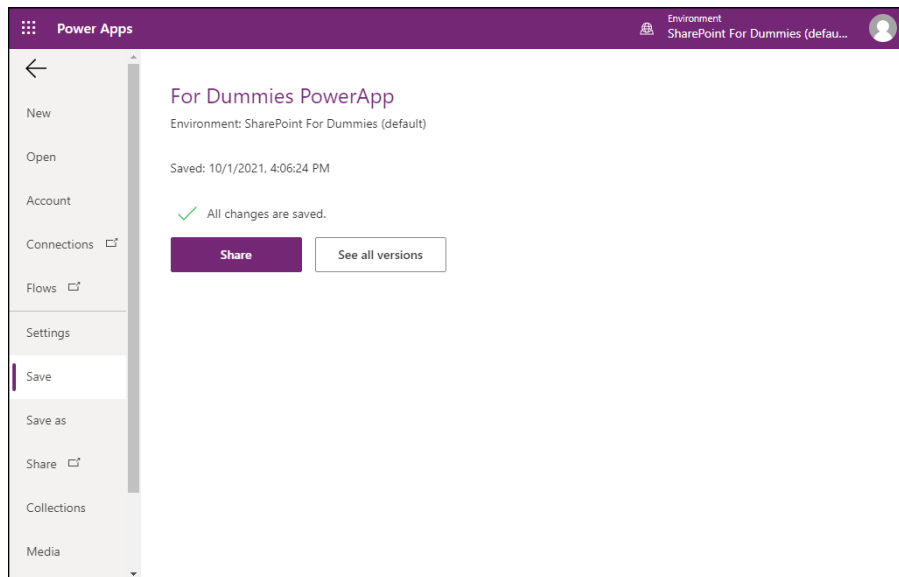 Power Apps
Environment
SharePoint For Dummies (defau...
New
Open
Account
Connections
Flows
Settings
Save
Save as
Share
Collections
Media
For Dummies PowerApp
Environment: SharePoint For Dummies (default)
Saved: 10/1/2021, 4:06:24 PM
All changes are saved.
Share
See all versions